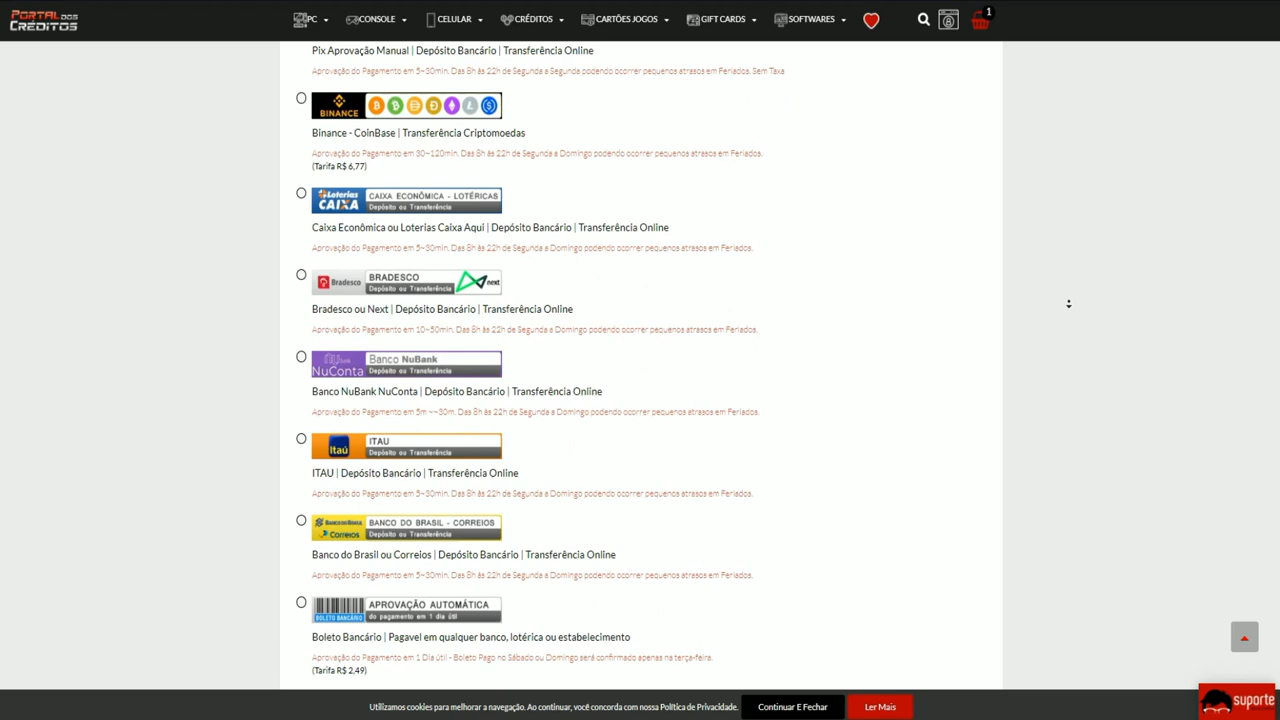 PORTAL DOS CRÉDITOS
PC
CONSOLE
CELULAR
CRÉDITOS
CARTÕES JOGOS
GIFT CARDS
SOFTWARES
1
Pix Aprovação Manual | Depósito Bancário | Transferência Online
Aprovação do Pagamento em 5~30min. Das 8h às 22h de Segunda a Segunda podendo ocorrer pequenos atrasos em Feriados. Sem Taxa
BINANCE
Binance - CoinBase | Transferência Criptomoedas
Aprovação do Pagamento em 30~120min. Das 8h às 22h de Segunda a Domingo podendo ocorrer pequenos atrasos em Feriados.
(Tarifa R$ 6,77)
Loterias CAIXA
CAIXA ECONÔMICA - LOTÉRICAS
Depósito ou Transferência
Caixa Econômica ou Loterias Caixa Aqui | Depósito Bancário | Transferência Online
Aprovação do Pagamento em 5~30min. Das 8h às 22h de Segunda a Domingo podendo ocorrer pequenos atrasos em Feriados.
Bradesco
BRADESCO
Depósito ou Transferência
next
Bradesco ou Next | Depósito Bancário | Transferência Online
Aprovação do Pagamento em 10~50min. Das 8h às 22h de Segunda a Domingo podendo ocorrer pequenos atrasos em Feriados.
NuConta
Banco NuBank
Depósito ou Transferência
Banco NuBank NuConta | Depósito Bancário | Transferência Online
Aprovação do Pagamento em 5m ~~30m. Das 8h às 22h de Segunda a Domingo podendo ocorrer pequenos atrasos em Feriados.
Itaú
ITAU
Depósito ou Transferência
ITAU | Depósito Bancário | Transferência Online
Aprovação do Pagamento em 5~30min. Das 8h às 22h de Segunda a Domingo podendo ocorrer pequenos atrasos em Feriados.
BANCO DO BRASIL
Correios
BANCO DO BRASIL - CORREIOS
Depósito ou Transferência
Banco do Brasil ou Correios | Depósito Bancário | Transferência Online
Aprovação do Pagamento em 5~30min. Das 8h às 22h de Segunda a Domingo podendo ocorrer pequenos atrasos em Feriados.
BOLETO BANCÁRIO
APROVAÇÃO AUTOMÁTICA
do pagamento em 1 dia útil
Boleto Bancário | Pagavel em qualquer banco, lotérica ou estabelecimento
Aprovação do Pagamento em 1 Dia útil - Boleto Pago no Sábado ou Domingo será confirmado apenas na terça-feira.
(Tarifa R$ 2,49)
Utilizamos cookies para melhorar a navegação. Ao continuar, você concorda com nossa Política de Privacidade.
Continuar E Fechar
Ler Mais
suporte